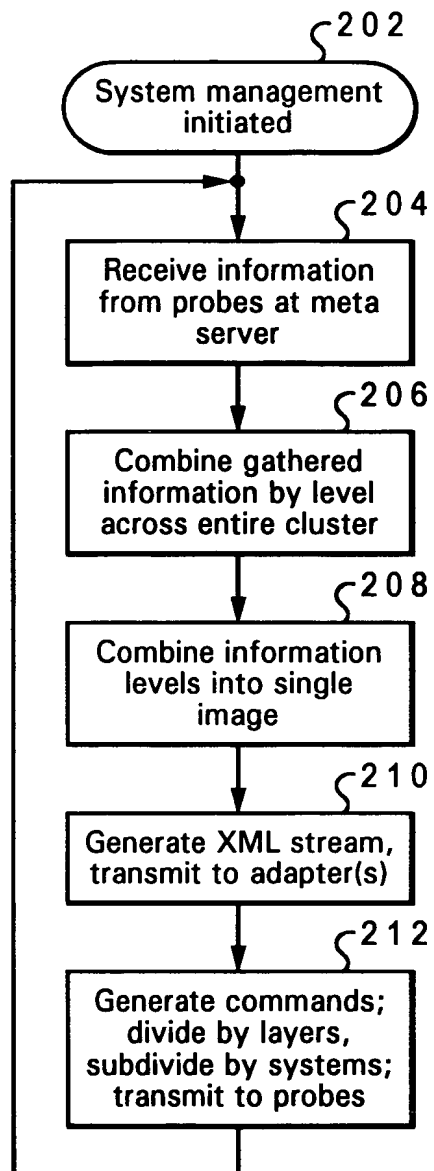 202
System management
initiated
204
Receive information
from probes at meta
server
206
Combine gathered
information by level
across entire cluster
208
Combine information
levels into single
image
210
Generate XML stream,
transmit to adapter(s)
212
Generate commands;
divide by layers,
subdivide by systems;
transmit to probes